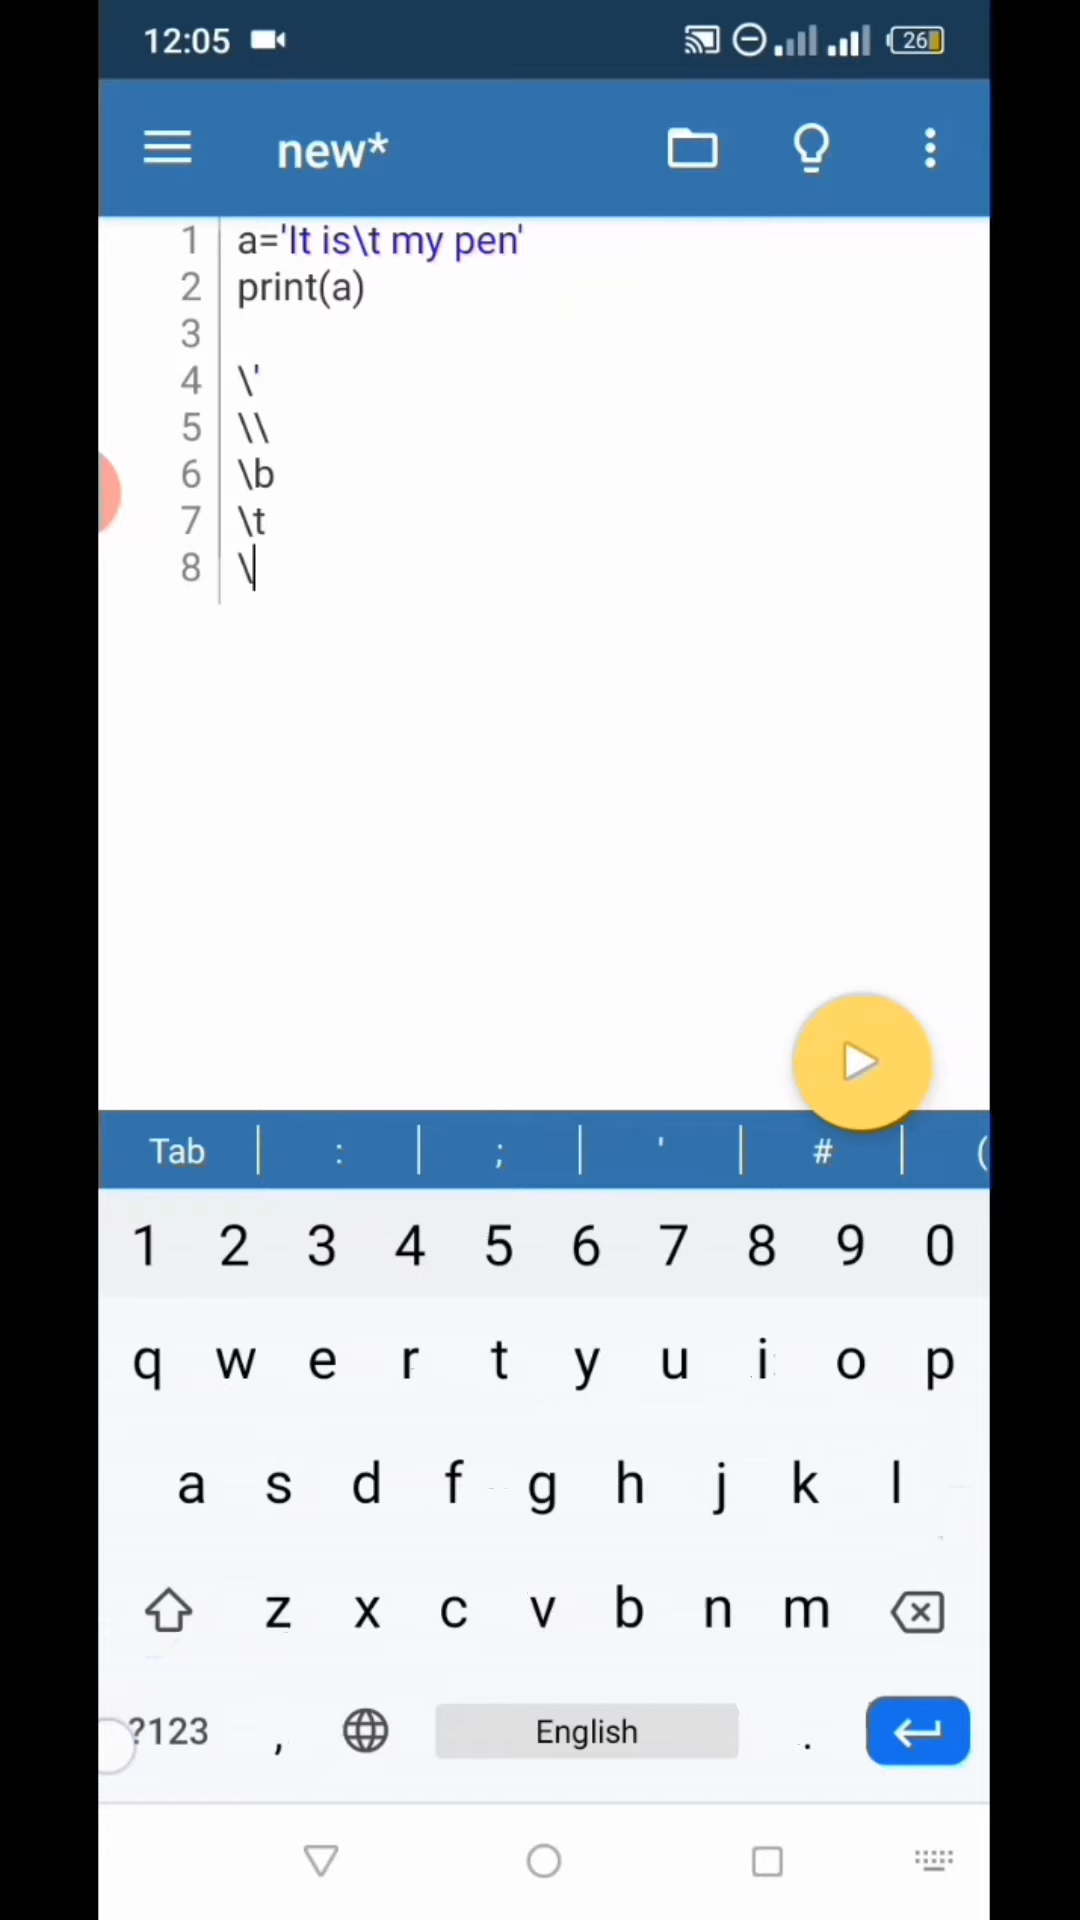 12:05 26
new*
1 a='It is\t my pen'
2 print(a)
3
4 \'
5 \\
6 \b
7 \t
8 \
Tab : ; ' # (
1 2 3 4 5 6 7 8 9 0
q w e r t y u i o p
a s d f g h j k l
z x c v b n m
?123 , English .